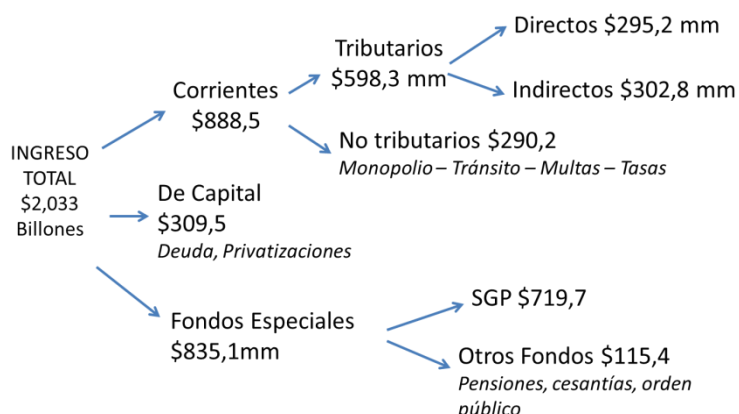 INGRESO
TOTAL
$2,033
Billones
Corrientes
$888,5
Tributarios
$598,3 mm
Directos $295,2 mm
Indirectos $302,8 mm
No tributarios $290,2
Monopolio – Tránsito – Multas – Tasas
De Capital
$309,5
Deuda, Privatizaciones
Fondos Especiales
$835,1mm
SGP $719,7
Otros Fondos $115,4
Pensiones, cesantías, orden
público